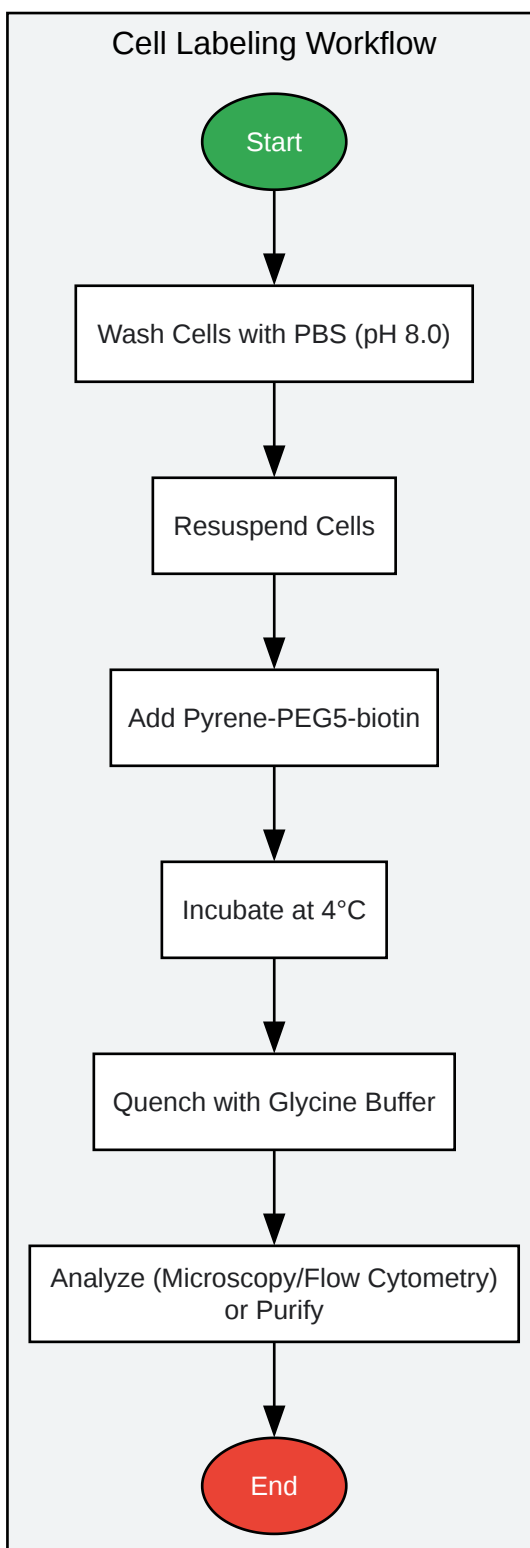 Cell Labeling Workflow
Start
Wash Cells with PBS (pH 8.0)
Resuspend Cells
Add Pyrene-PEG5-biotin
Incubate at 4°C
Quench with Glycine Buffer
Analyze (Microscopy/Flow Cytometry)
or Purify
End